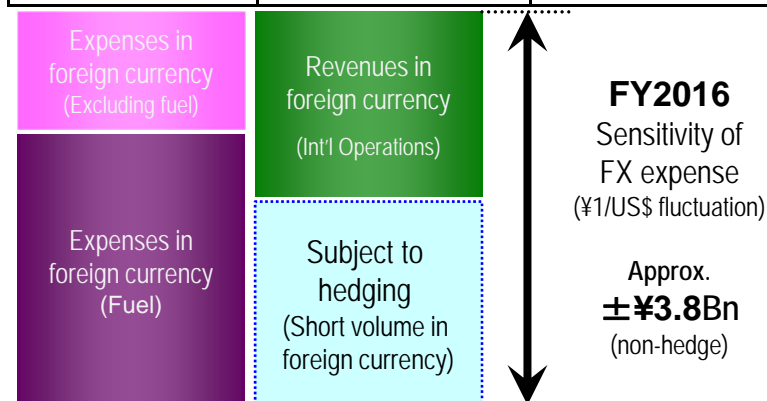 Expenses in
foreign currency
(Excluding fuel)
Expenses in
foreign currency
(Fuel)
Revenues in
foreign currency
(Int'l Operations)
Subject to
hedging
(Short volume in
foreign currency)
FY2016
Sensitivity of
FX expense
(¥1/US$ fluctuation)
Approx.
±¥3.8Bn
(non-hedge)